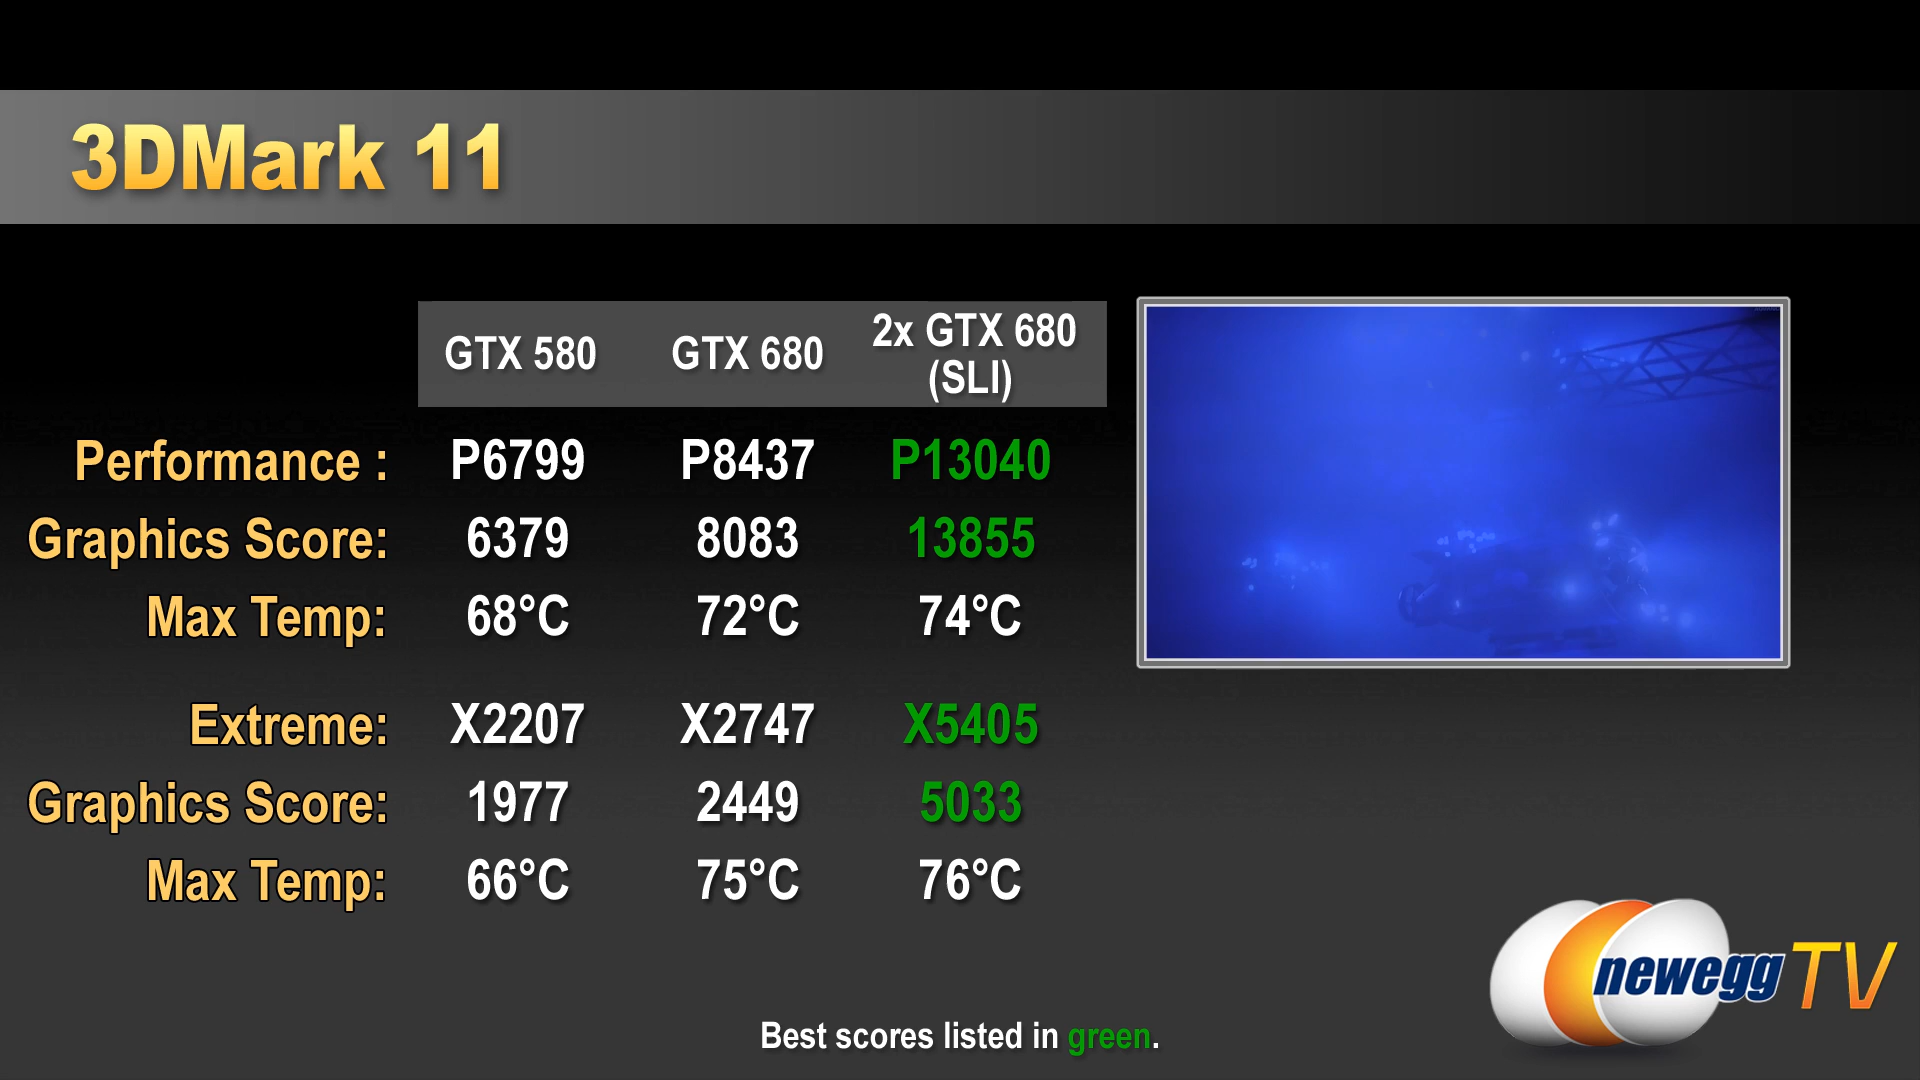 3DMark 11
GTX 580 GTX 680 2x GTX 680
(SLI)
Performance : P6799 P8437 P13040
Graphics Score: 6379 8083 13855
Max Temp: 68°C 72°C 74°C
Extreme: X2207 X2747 X5405
Graphics Score: 1977 2449 5033
Max Temp: 66°C 75°C 76°C
newegg TV
Best scores listed in green.